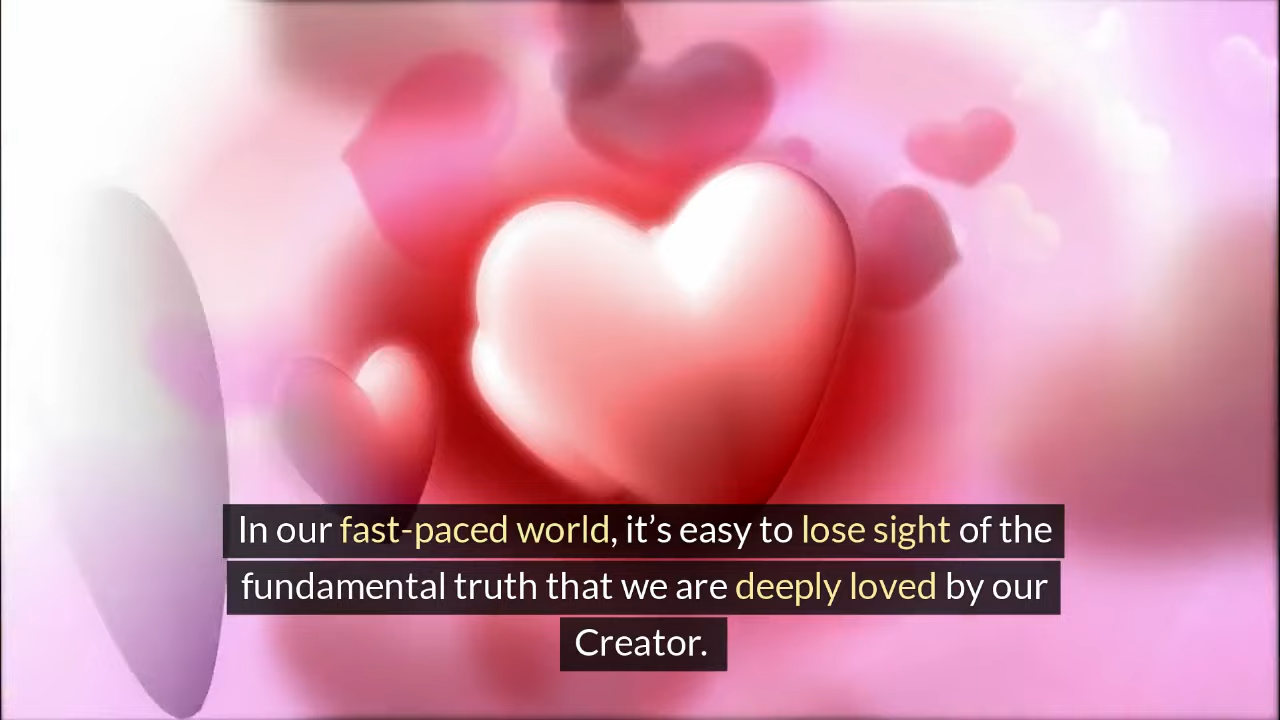 In our fast-paced world, it’s easy to lose sight of the
fundamental truth that we are deeply loved by our
Creator.